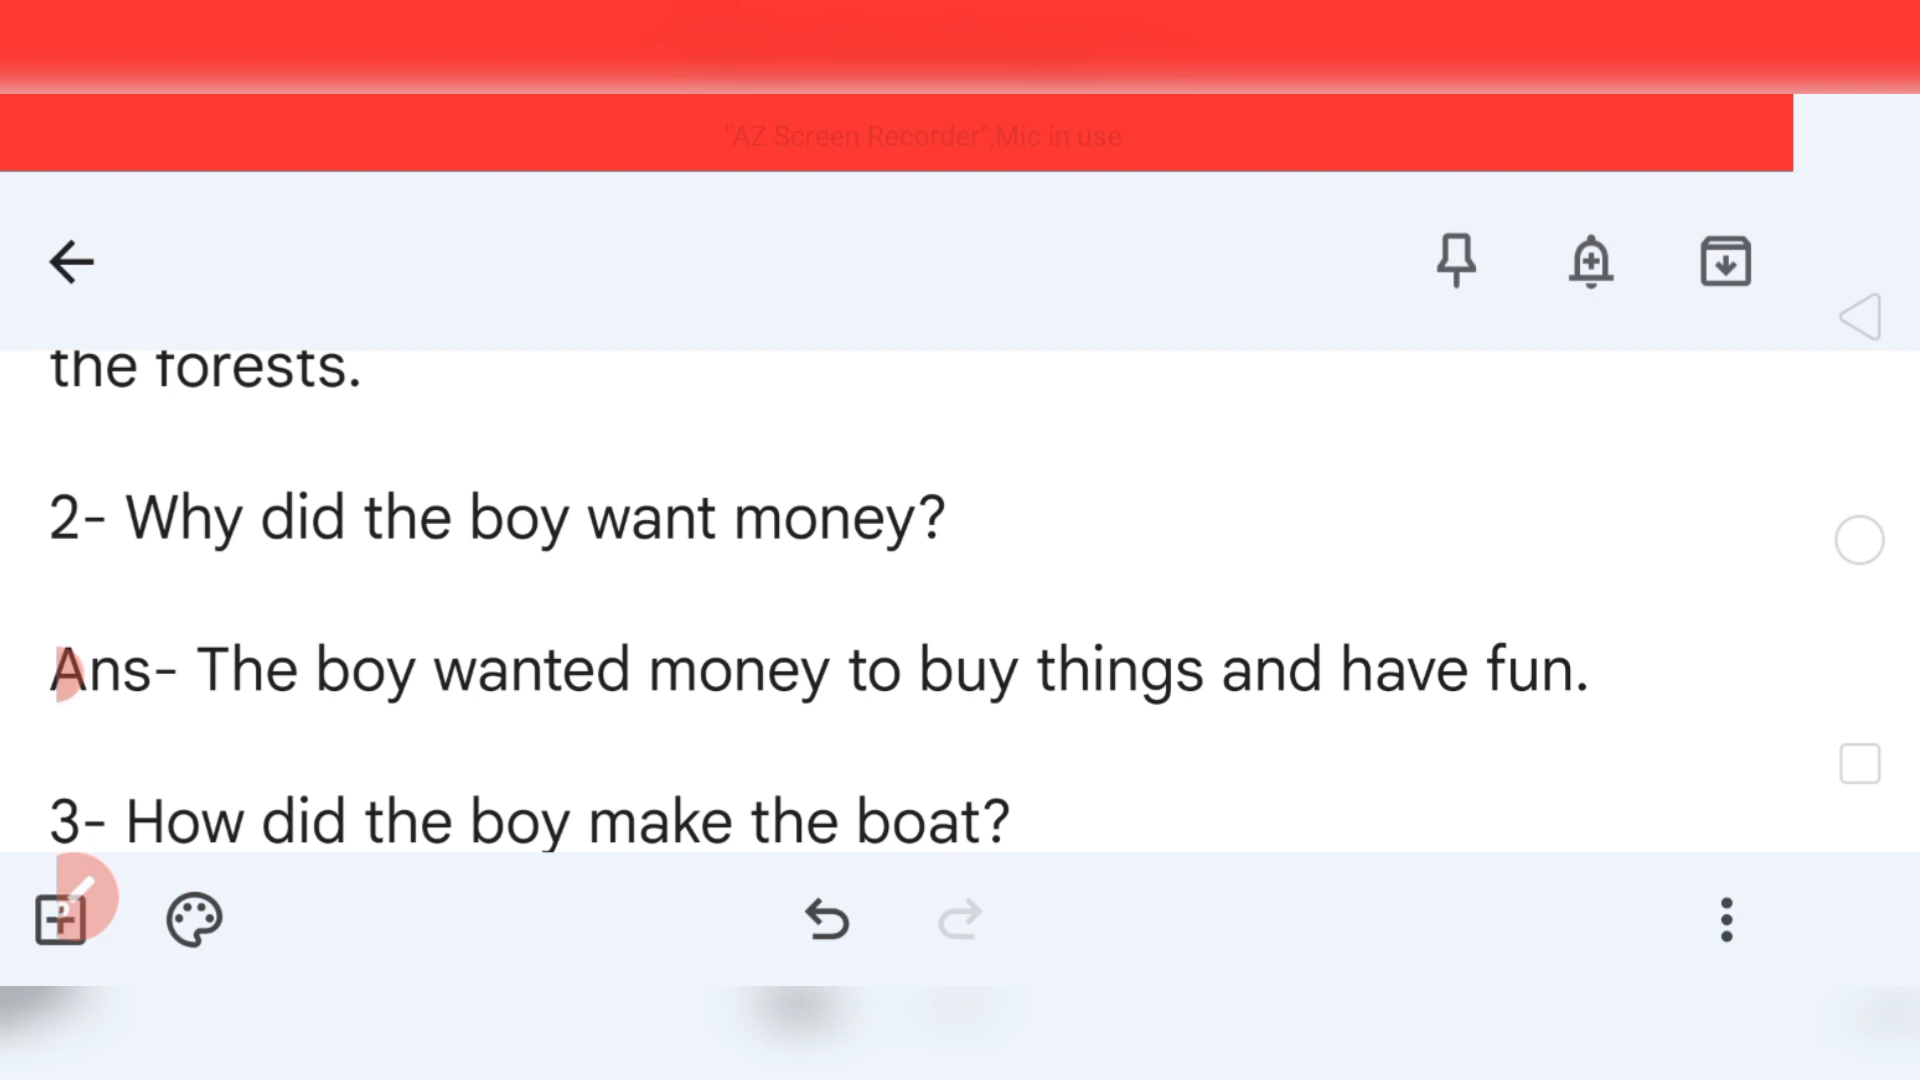 "AZ Screen Recorder",Mic in use
the forests.
2- Why did the boy want money?
Ans- The boy wanted money to buy things and have fun.
3- How did the boy make the boat?